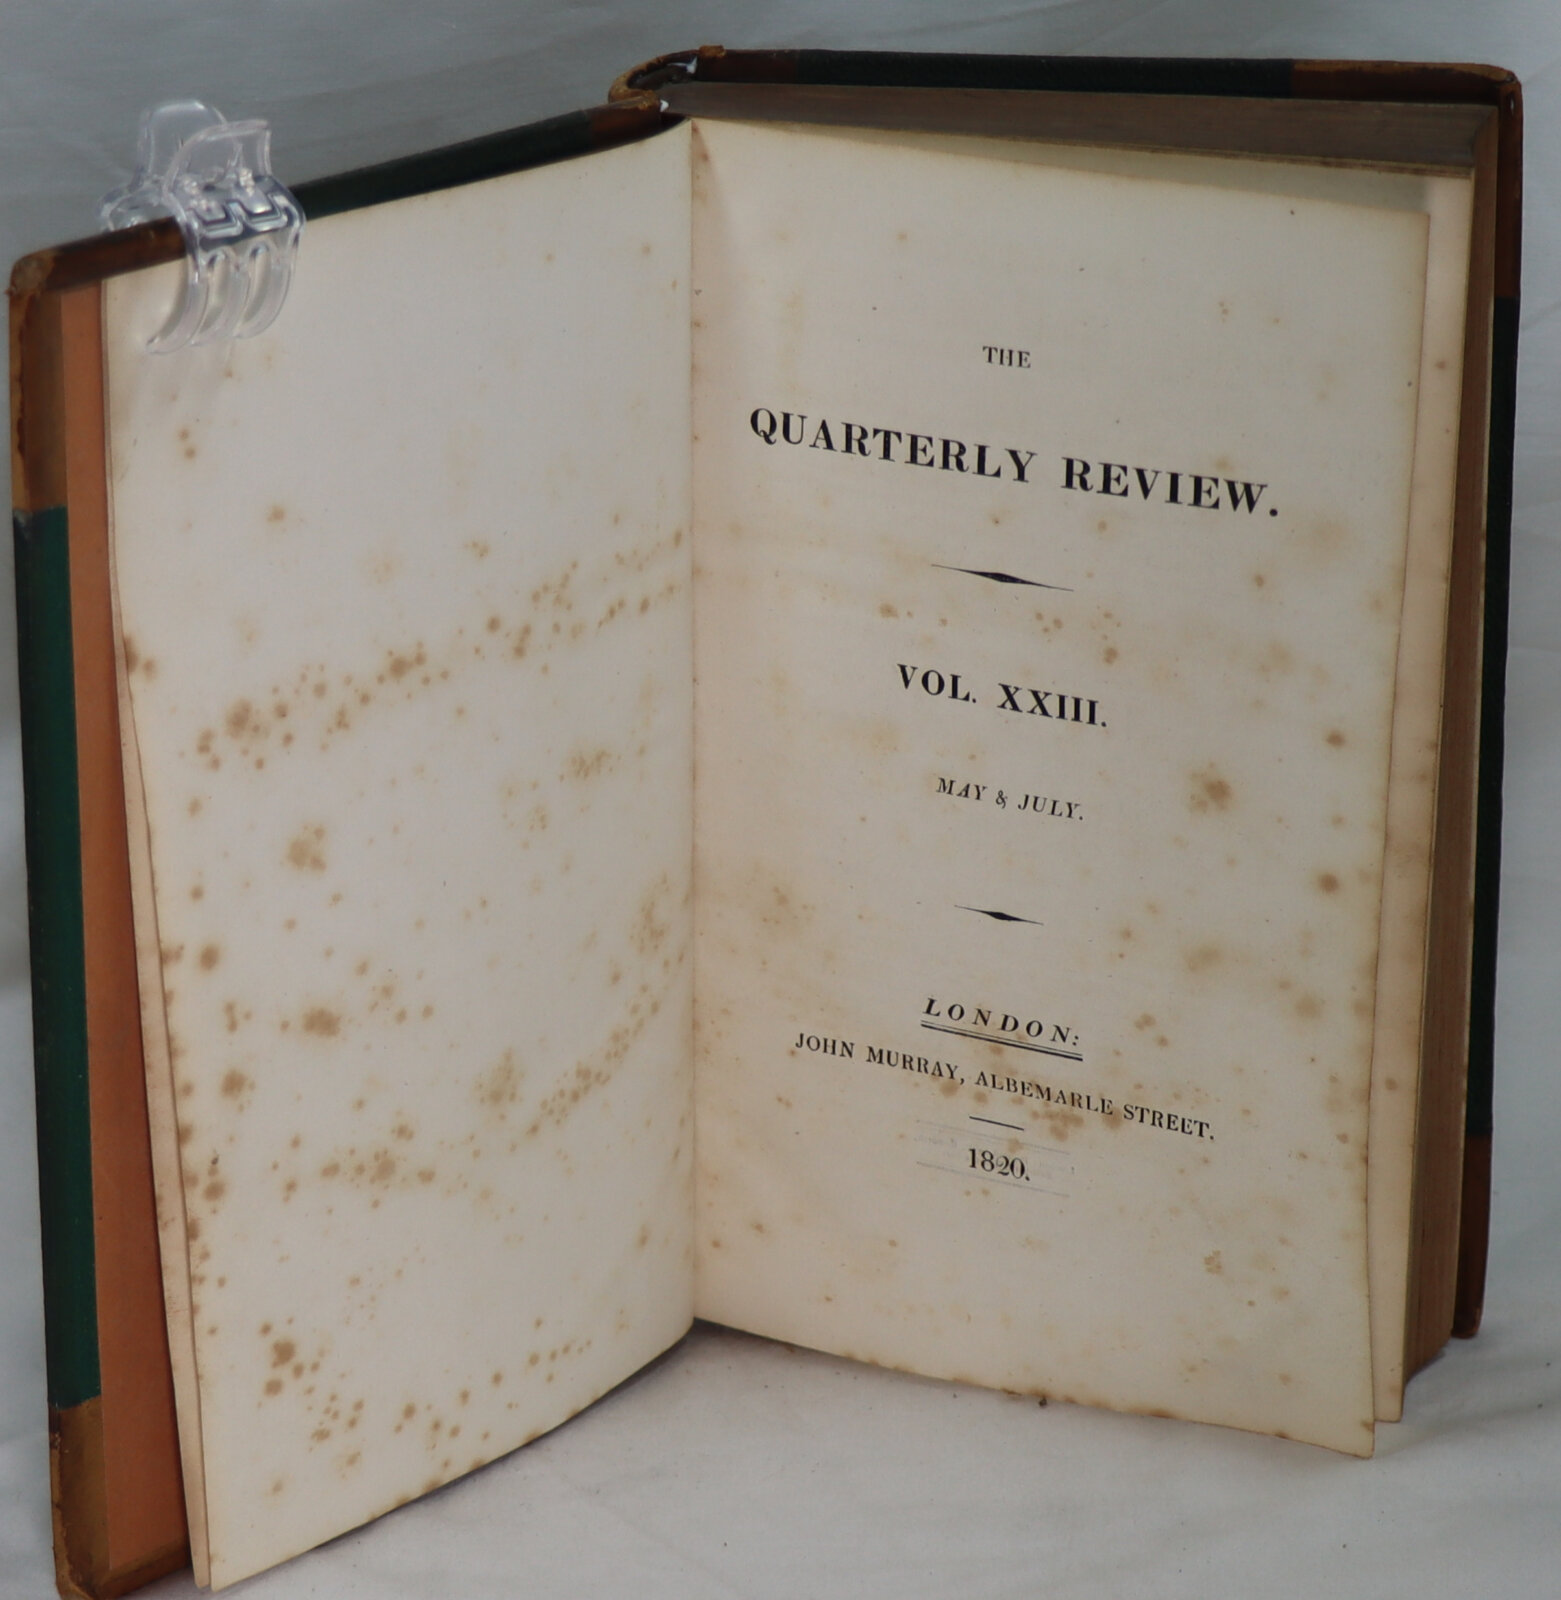 THE
QUARTERLY REVIEW.
VOL. XXIII.
MAY & JULY.
LONDON:
JOHN MURRAY, ALBEMARLE STREET.
1820.